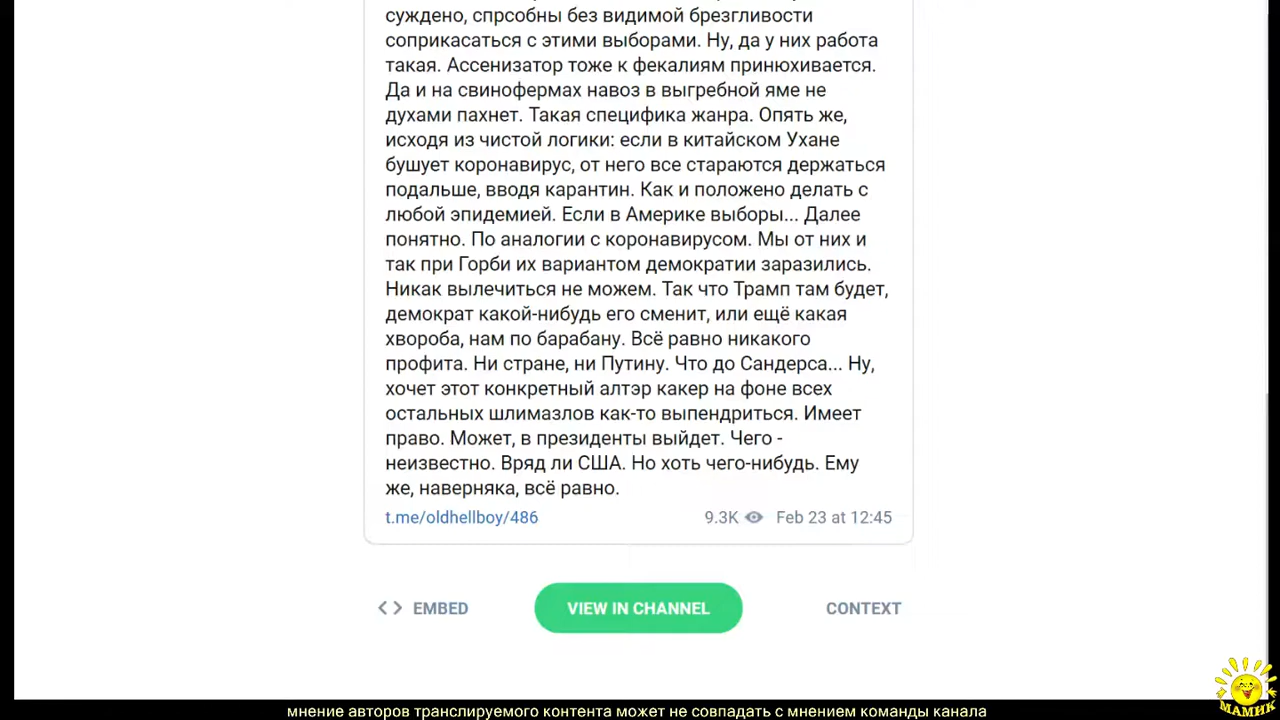 суждено, спрсобны без видимой брезгливости
соприкасаться с этими выборами. Ну, да у них работа
такая. Ассенизатор тоже к фекалиям принюхивается.
Да и на свинофермах навоз в выгребной яме не
духами пахнет. Такая специфика жанра. Опять же,
исходя из чистой логики: если в китайском Ухане
бушует коронавирус, от него все стараются держаться
подальше, вводя карантин. Как и положено делать с
любой эпидемией. Если в Америке выборы... Далее
понятно. По аналогии с коронавирусом. Мы от них и
так при Горби их вариантом демократии заразились.
Никак вылечиться не можем. Так что Трамп там будет,
демократ какой-нибудь его сменит, или ещё какая
хвороба, нам по барабану. Всё равно никакого
профита. Ни стране, ни Путину. Что до Сандерса... Ну,
хочет этот конкретный алтэр какер на фоне всех
остальных шлимазлов как-то выпендриться. Имеет
право. Может, в президенты выйдет. Чего -
неизвестно. Вряд ли США. Но хоть чего-нибудь. Ему
же, наверняка, всё равно.
t.me/oldhellboy/486 9.3K Feb 23 at 12:45
EMBED VIEW IN CHANNEL CONTEXT
МАМИК
мнение авторов транслируемого контента может не совпадать с мнением команды канала